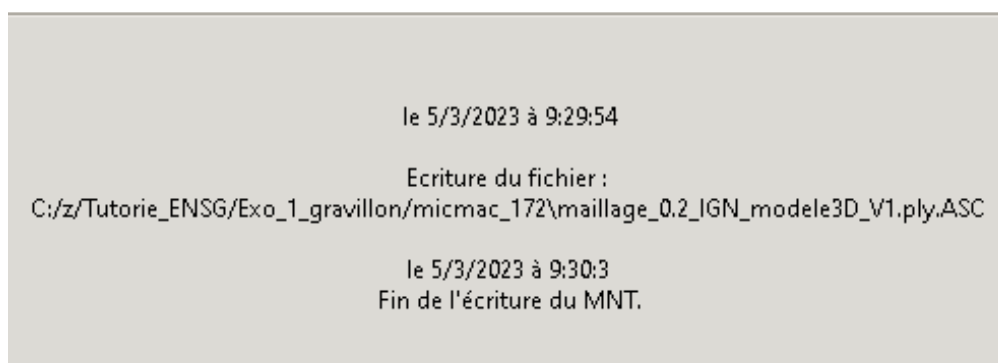 le 5/3/2023 à 9:29:54
Ecriture du fichier :
C:/z/Tutorie_ENSG/Exo_1_gravillon/micmac_172\maillage_0.2_IGN_modele3D_V1.ply.ASC
le 5/3/2023 à 9:30:3
Fin de l'écriture du MNT.